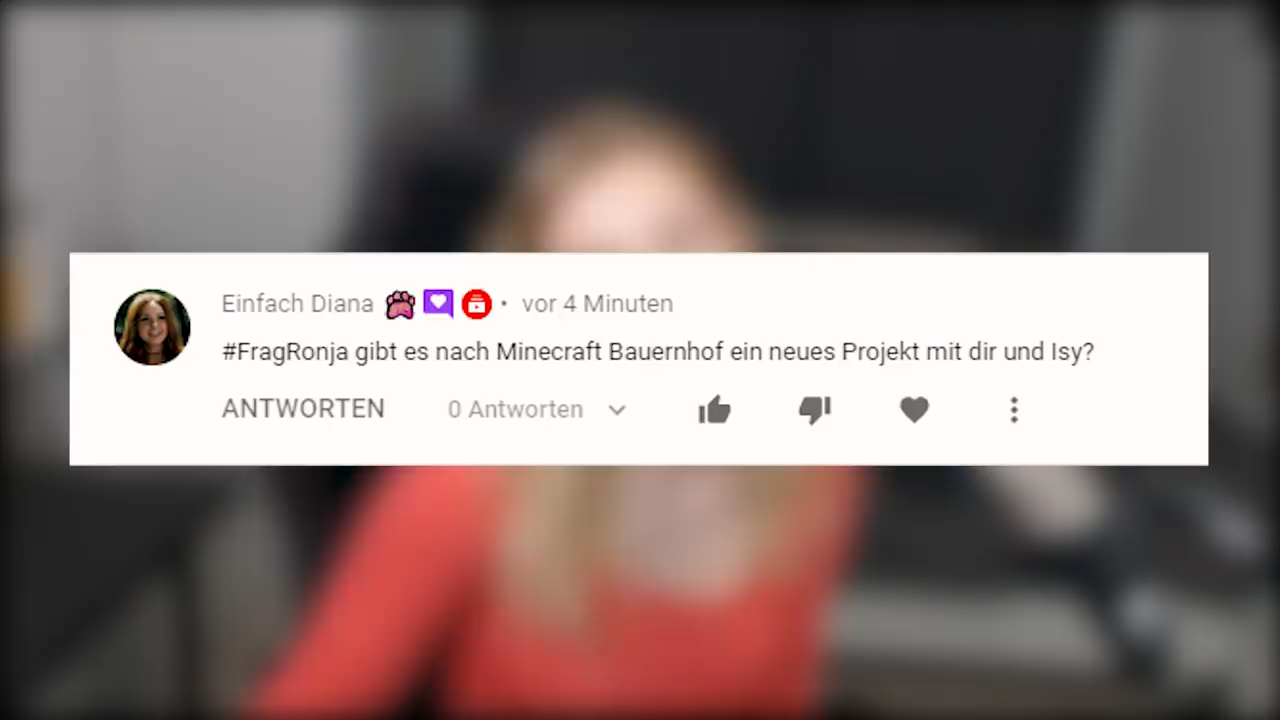 Einfach Diana • vor 4 Minuten
#FragRonja gibt es nach Minecraft Bauernhof ein neues Projekt mit dir und Isy?
ANTWORTEN 0 Antworten